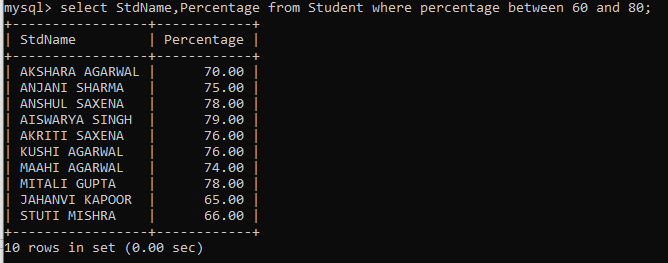 mysql> select StdName,Percentage from Student where percentage between 60 and 80;
+----------------+------------+
| StdName        | Percentage |
+----------------+------------+
| AKSHARA AGARWAL |      70.00 |
| ANJANI SHARMA   |      75.00 |
| ANSHUL SAXENA   |      78.00 |
| AISWARYA SINGH  |      79.00 |
| AKRITI SAXENA   |      76.00 |
| KUSHI AGARWAL   |      76.00 |
| MAAHI AGARWAL   |      74.00 |
| MITALI GUPTA    |      78.00 |
| JAHANVI KAPOOR  |      65.00 |
| STUTI MISHRA    |      66.00 |
+----------------+------------+
10 rows in set (0.00 sec)